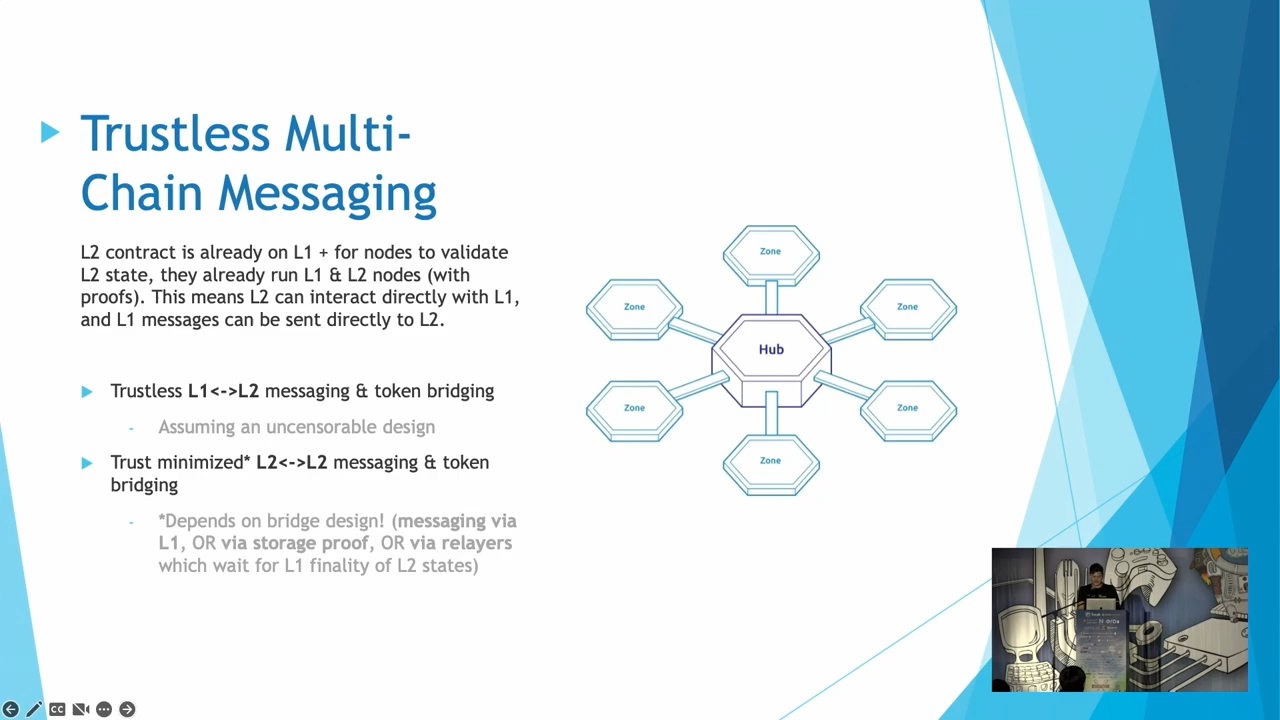 Trustless Multi-
Chain Messaging
L2 contract is already on L1 + for nodes to validate
L2 state, they already run L1 & L2 nodes (with
proofs). This means L2 can interact directly with L1,
and L1 messages can be sent directly to L2.
Trustless L1<->L2 messaging & token bridging
- Assuming an uncensorable design
Trust minimized* L2<->L2 messaging & token
bridging
- *Depends on bridge design! (messaging via
L1, OR via storage proof, OR via relayers
which wait for L1 finality of L2 states)
Zone
Zone
Zone
Hub
Zone
Zone
Zone
CC